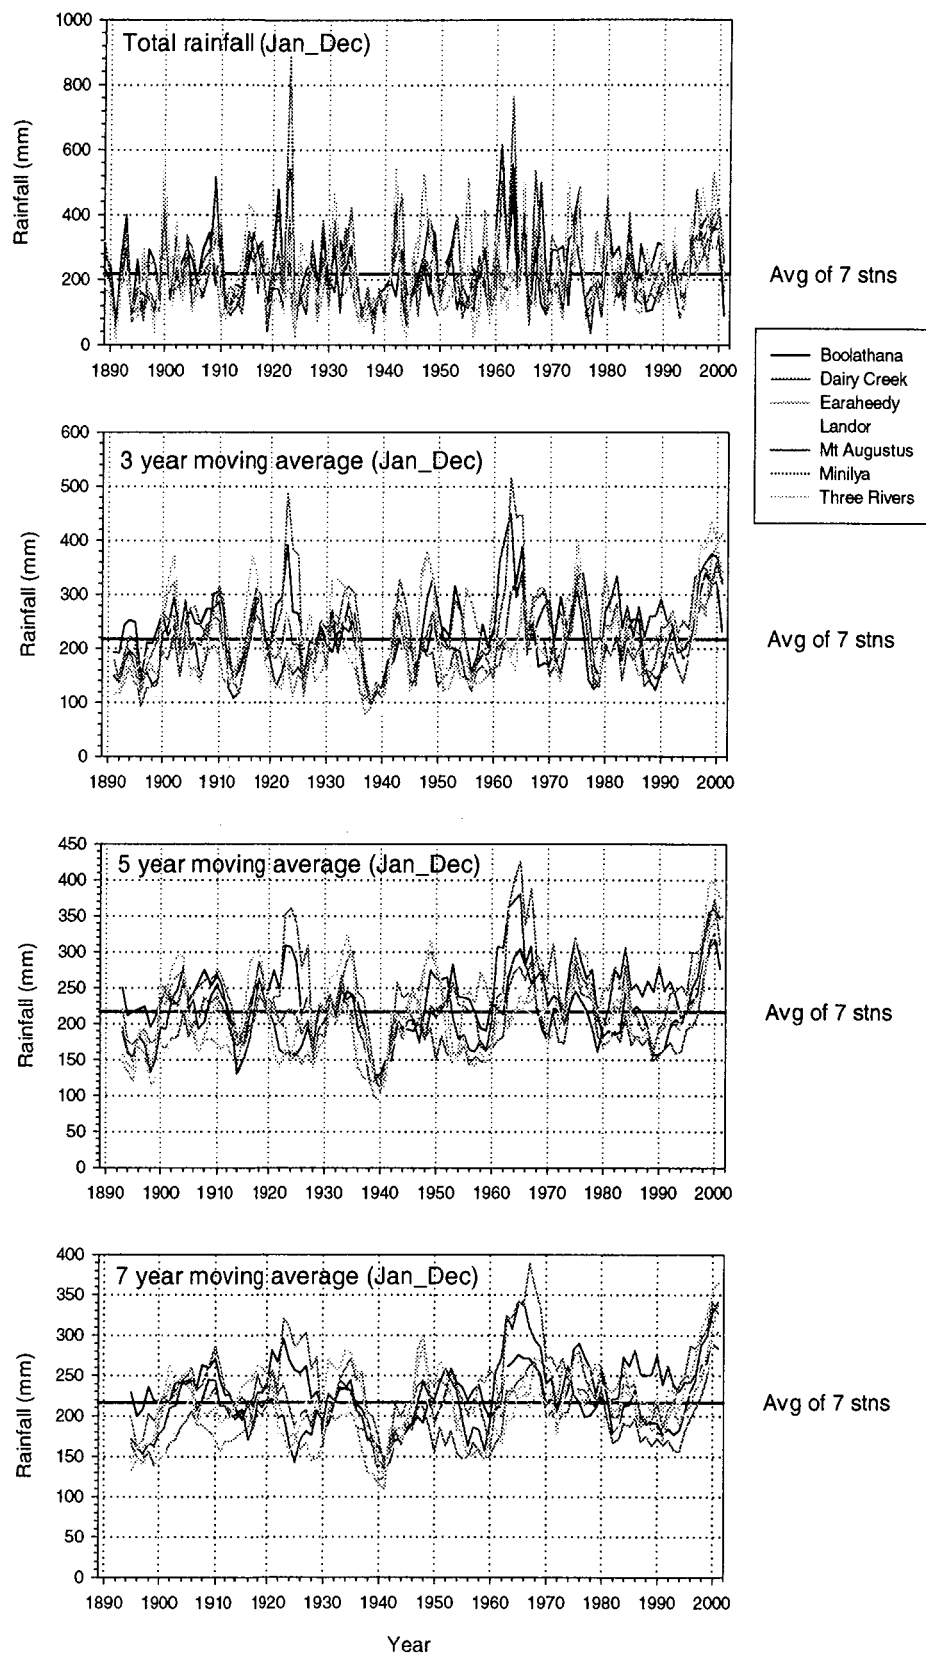 1000
Total rainfall (Jan_Dec)
800
600
400
200
0
Rainfall (mm)
1890 1900 1910 1920 1930 1940 1950 1960 1970 1980 1990 2000
Avg of 7 stns
Boolathana
Dairy Creek
Earaheedy
Landor
Mt Augustus
Minilya
Three Rivers
600
3 year moving average (Jan_Dec)
500
400
300
200
100
0
Rainfall (mm)
1890 1900 1910 1920 1930 1940 1950 1960 1970 1980 1990 2000
Avg of 7 stns
450
5 year moving average (Jan_Dec)
400
350
300
250
200
150
100
50
0
Rainfall (mm)
1890 1900 1910 1920 1930 1940 1950 1960 1970 1980 1990 2000
Avg of 7 stns
400
7 year moving average (Jan_Dec)
350
300
250
200
150
100
50
0
Rainfall (mm)
1890 1900 1910 1920 1930 1940 1950 1960 1970 1980 1990 2000
Avg of 7 stns
Year